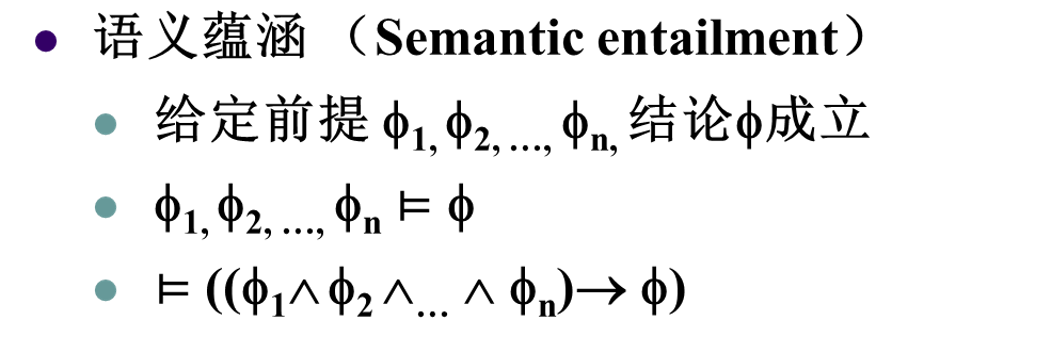 语义蕴涵 （Semantic entailment）
给定前提 ϕ1, ϕ2, ..., ϕn, 结论ϕ成立
ϕ1, ϕ2, ..., ϕn ⊨ ϕ
⊨ ((ϕ1∧ ϕ2 ∧... ∧ ϕn)→ ϕ)